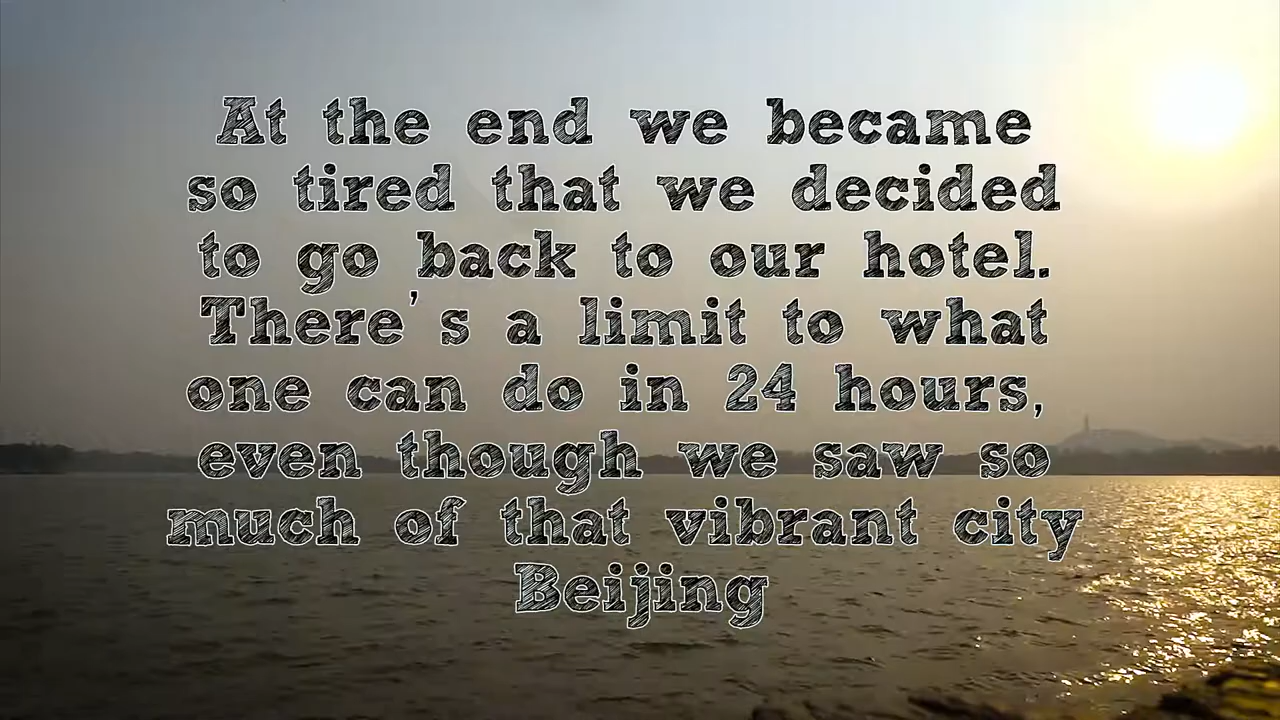 At the end we became
so tired that we decided
to go back to our hotel.
There's a limit to what
one can do in 24 hours,
even though we saw so
much of that vibrant city
Beijing